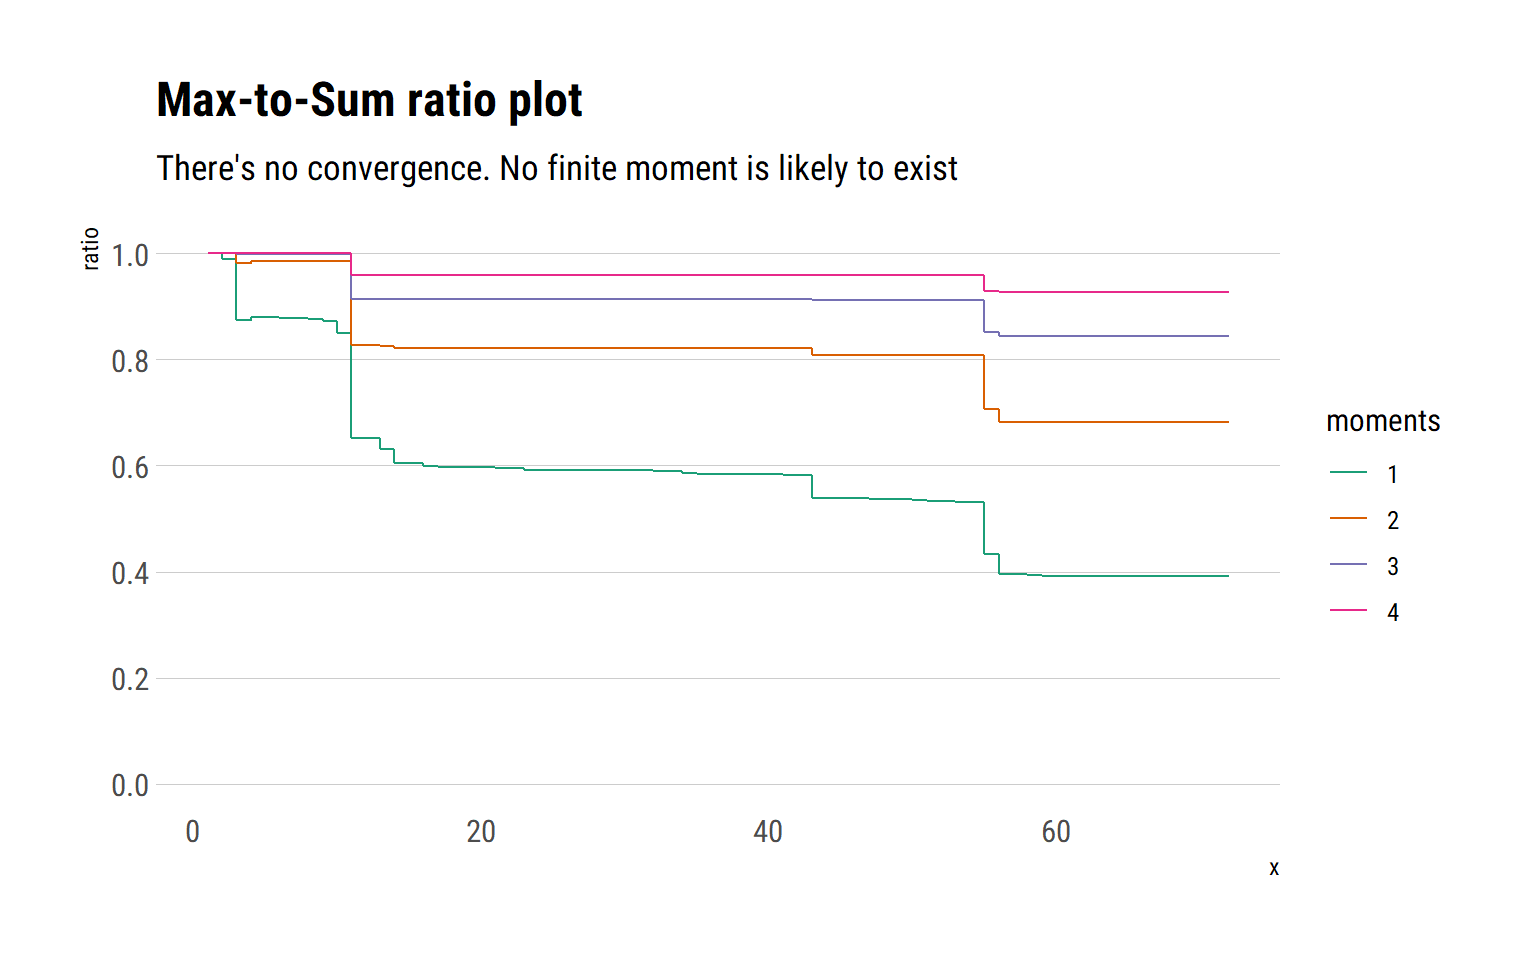 Max-to-Sum ratio plot
There's no convergence. No finite moment is likely to exist
ratio
1.0
0.8
0.6
0.4
0.2
0.0
0 20 40 60
x
moments
1
2
3
4